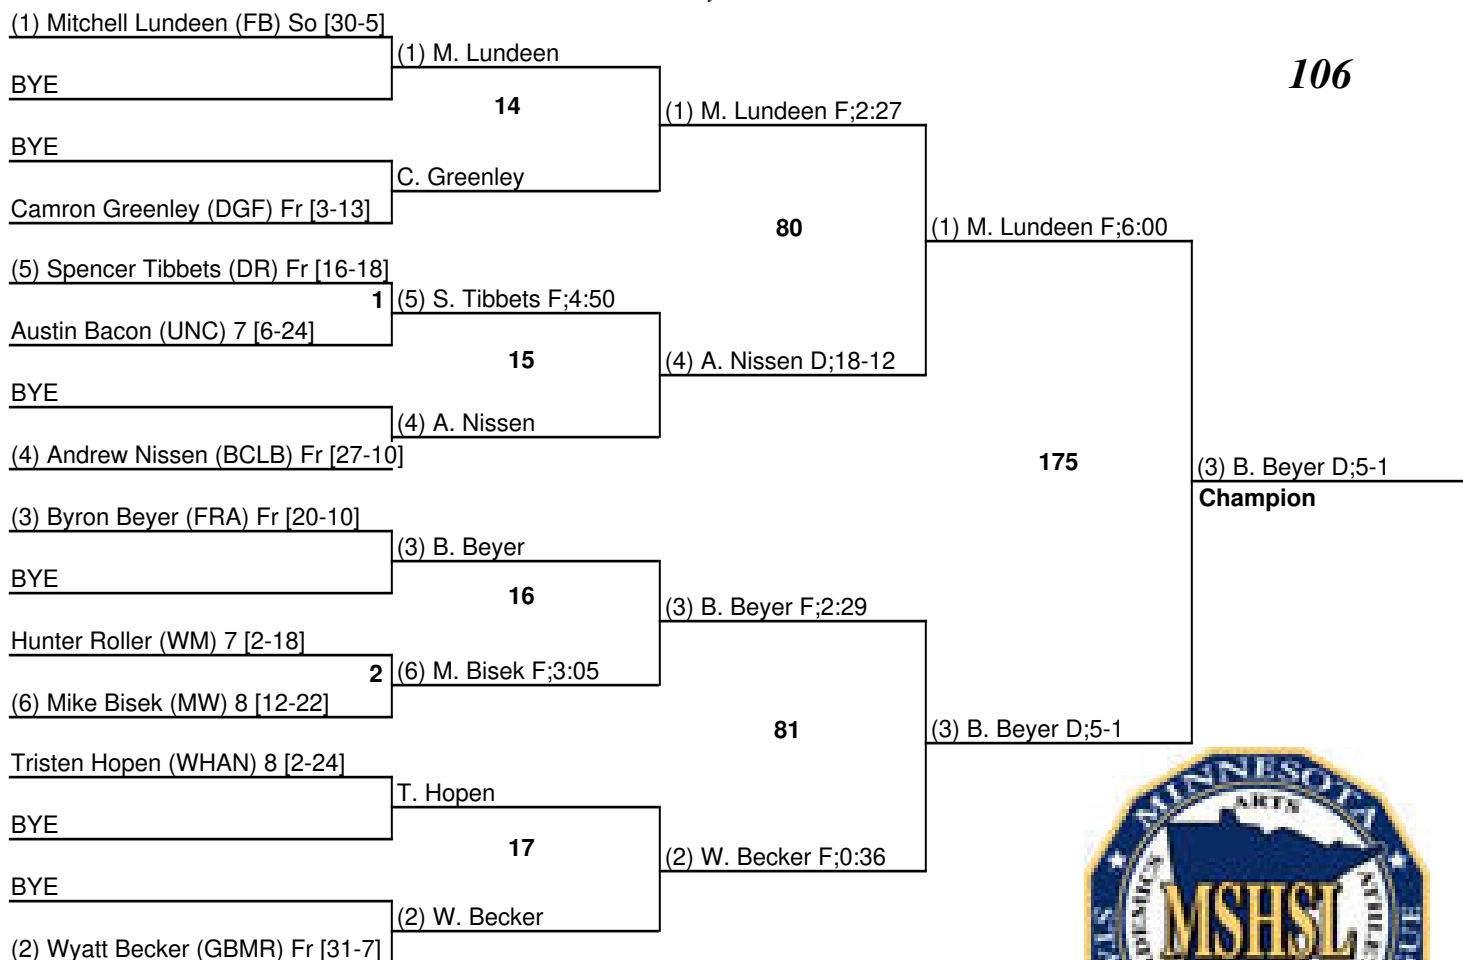 (1) Mitchell Lundeen (FB) So [30-5]
(1) M. Lundeen
106
BYE
14
(1) M. Lundeen F;2:27
BYE
C. Greenley
Camron Greenley (DGF) Fr [3-13]
80
(1) M. Lundeen F;6:00
(5) Spencer Tibbets (DR) Fr [16-18]
1
(5) S. Tibbets F;4:50
Austin Bacon (UNC) 7 [6-24]
15
(4) A. Nissen D;18-12
BYE
(4) A. Nissen
(4) Andrew Nissen (BCLB) Fr [27-10]
175
(3) B. Beyer D;5-1
Champion
(3) Byron Beyer (FRA) Fr [20-10]
(3) B. Beyer
BYE
16
(3) B. Beyer F;2:29
Hunter Roller (WM) 7 [2-18]
2
(6) M. Bisek F;3:05
(6) Mike Bisek (MW) 8 [12-22]
81
(3) B. Beyer D;5-1
Tristen Hopen (WHAN) 8 [2-24]
T. Hopen
BYE
17
(2) W. Becker F;0:36
BYE
(2) W. Becker
(2) Wyatt Becker (GBMR) Fr [31-7]
MINNESOTA
ARTS
MSHSL